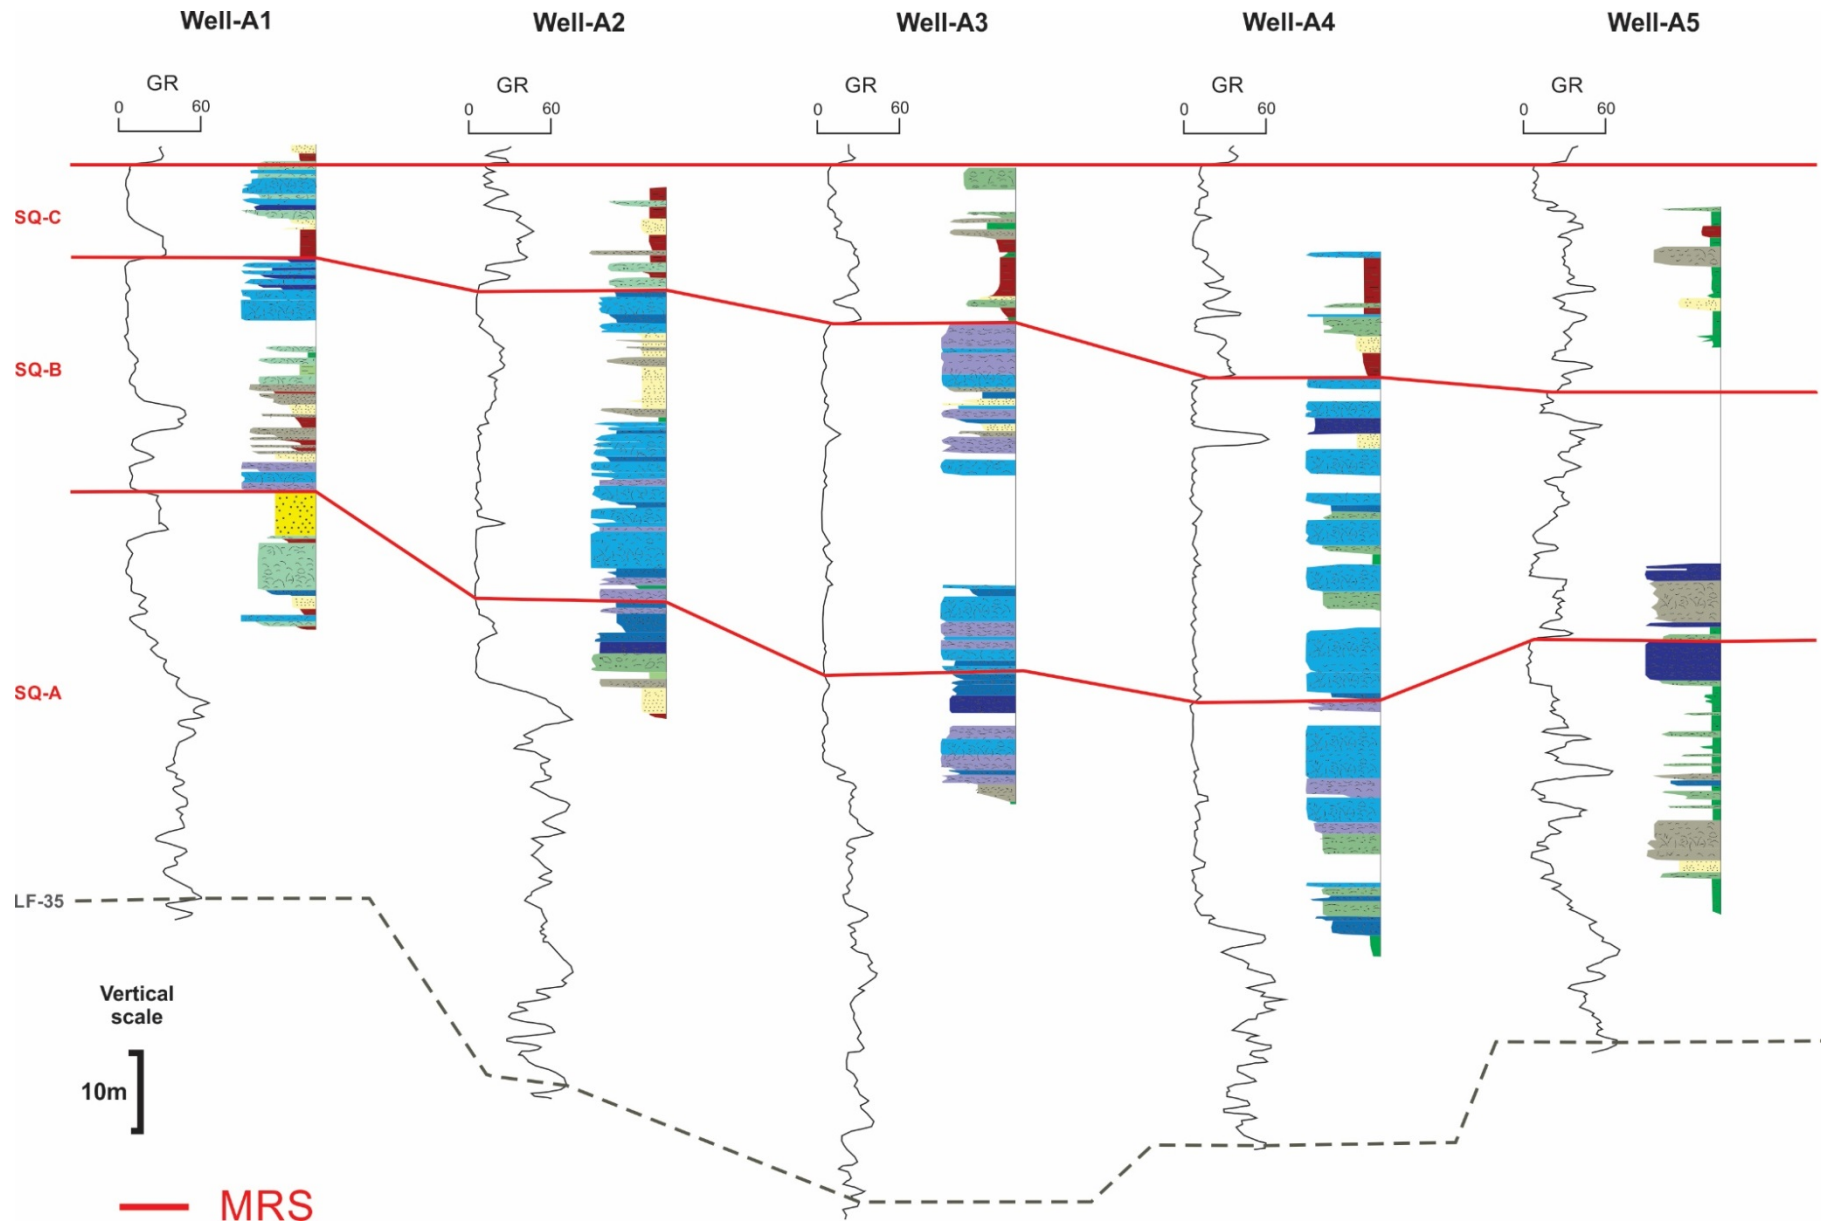 Well-A1 Well-A2 Well-A3 Well-A4 Well-A5
GR GR GR GR GR
0 60 0 60 0 60 0 60 0 60
SQ-C
SQ-B
SQ-A
LF-35
Vertical
scale
10m
MRS